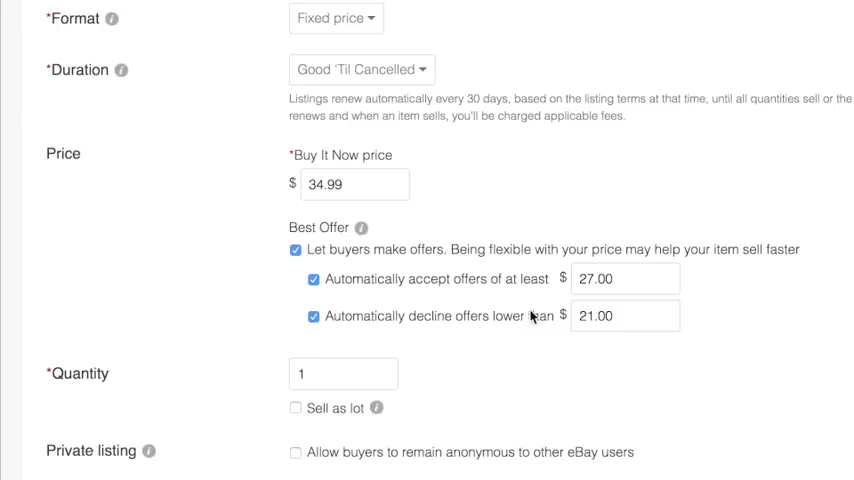 *Format
Fixed price
*Duration
Good 'Til Cancelled
Listings renew automatically every 30 days, based on the listing terms at that time, until all quantities sell or the
renews and when an item sells, you'll be charged applicable fees.
Price
*Buy It Now price
$ 34.99
Best Offer
Let buyers make offers. Being flexible with your price may help your item sell faster
Automatically accept offers of at least $ 27.00
Automatically decline offers lower than $ 21.00
*Quantity
1
Sell as lot
Private listing
Allow buyers to remain anonymous to other eBay users